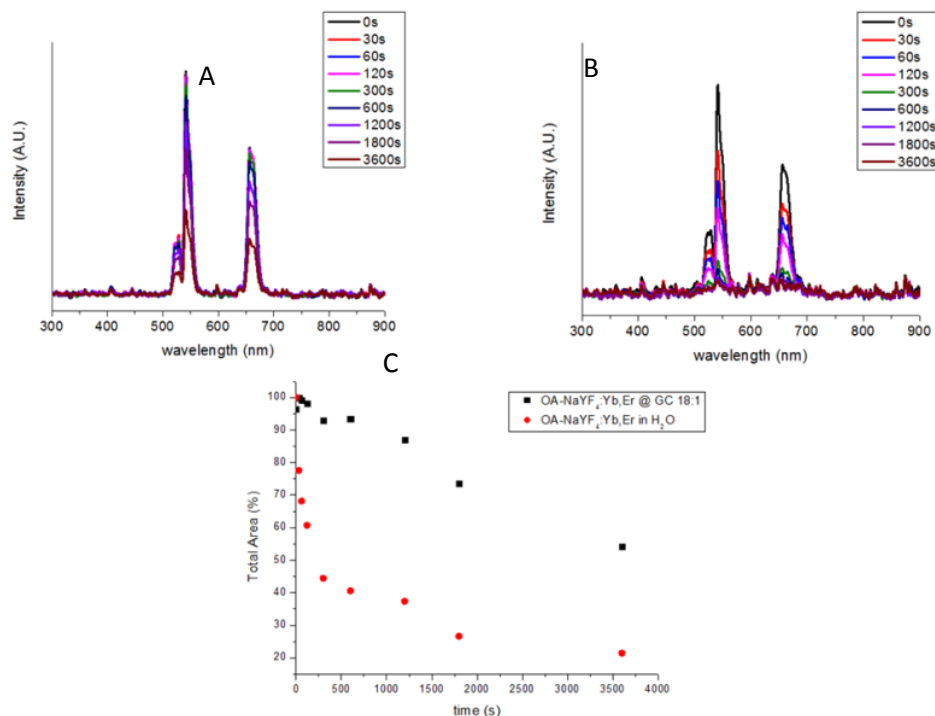 A
0s
30s
60s
120s
300s
600s
1200s
1800s
3600s
Intensity (A.U.)
300 400 500 600 700 800 900
wavelength (nm)
B
0s
30s
60s
120s
300s
600s
1200s
1800s
3600s
Intensity (A.U.)
300 400 500 600 700 800 900
wavelength (nm)
C
OA-NaYF₄:Yb,Er @ GC 18:1
OA-NaYF₄:Yb,Er in H₂O
Total Area (%)
100
90
80
70
60
50
40
30
20
0 500 1000 1500 2000 2500 3000 3500 4000
time (s)